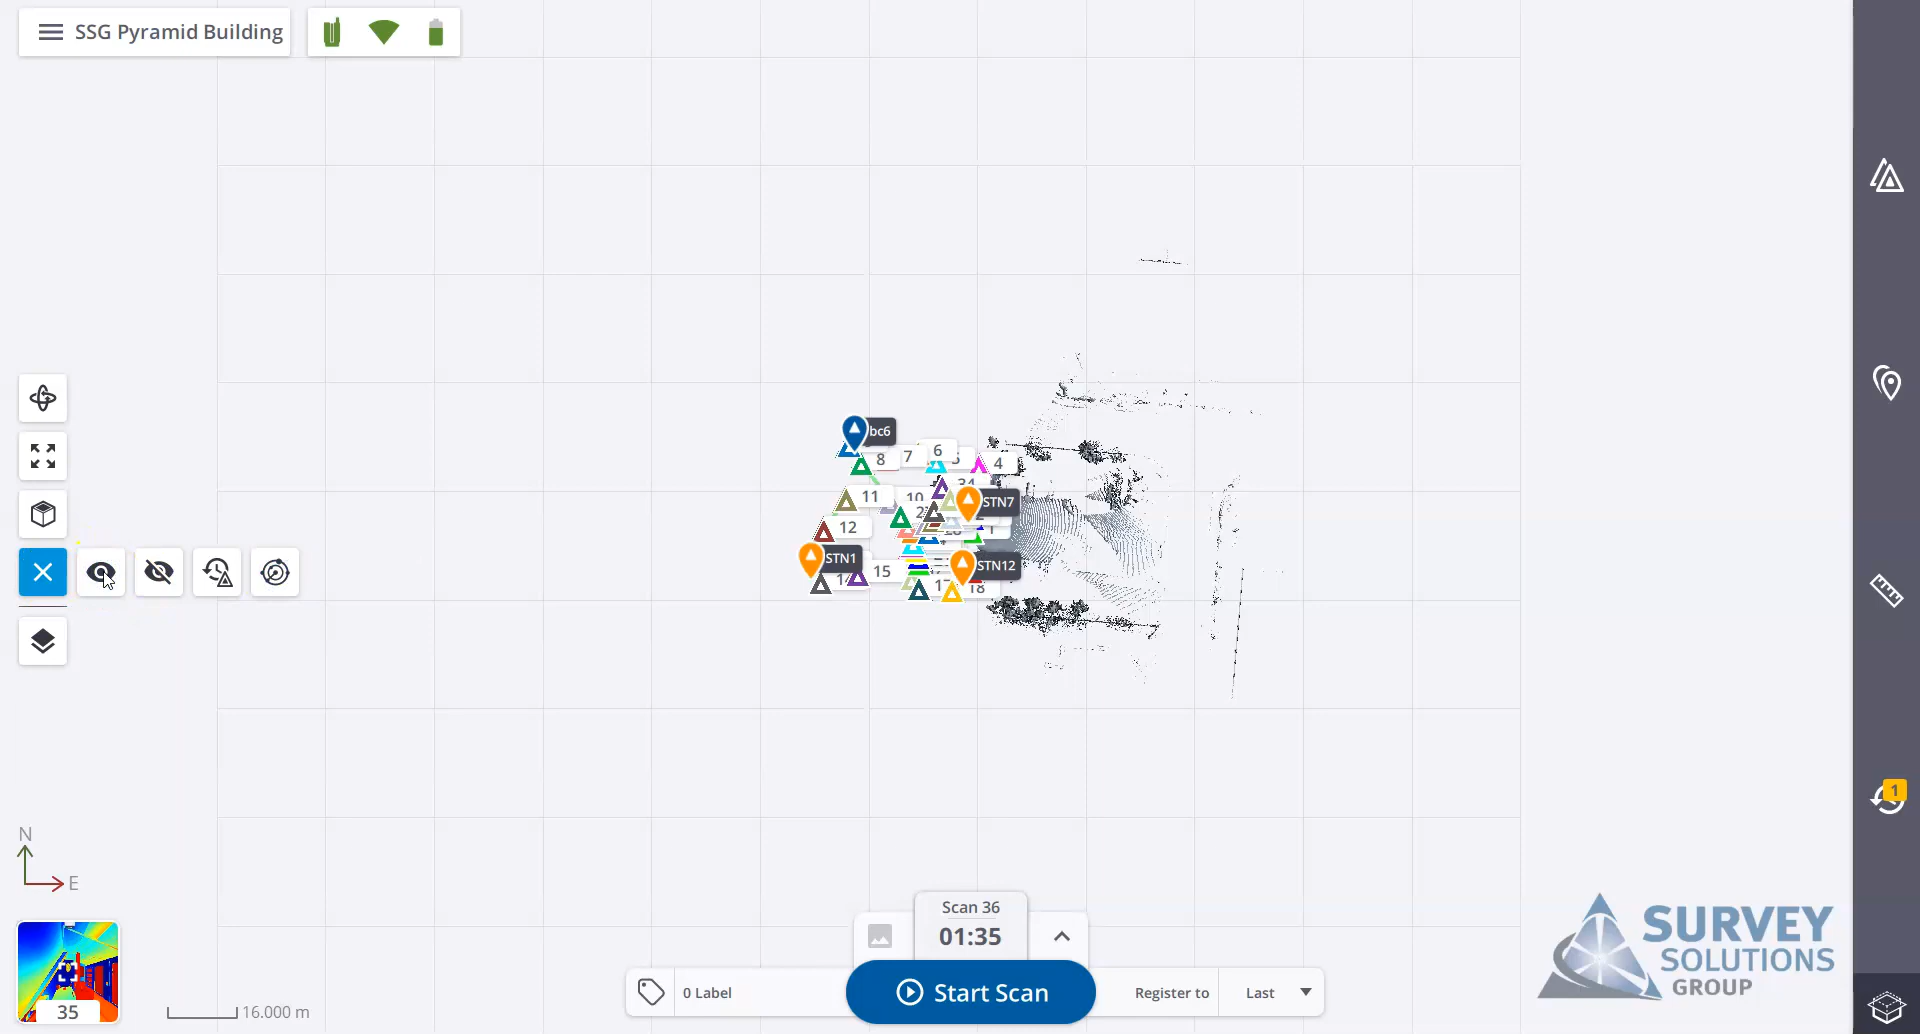 SSG Pyramid Building
bc6
8
7
6
4
11
10
STN7
12
STN1
15
STN12
18
N
E
35
16.000 m
Scan 36
01:35
0 Label
Start Scan
Register to
Last
1
SURVEY
SOLUTIONS
GROUP